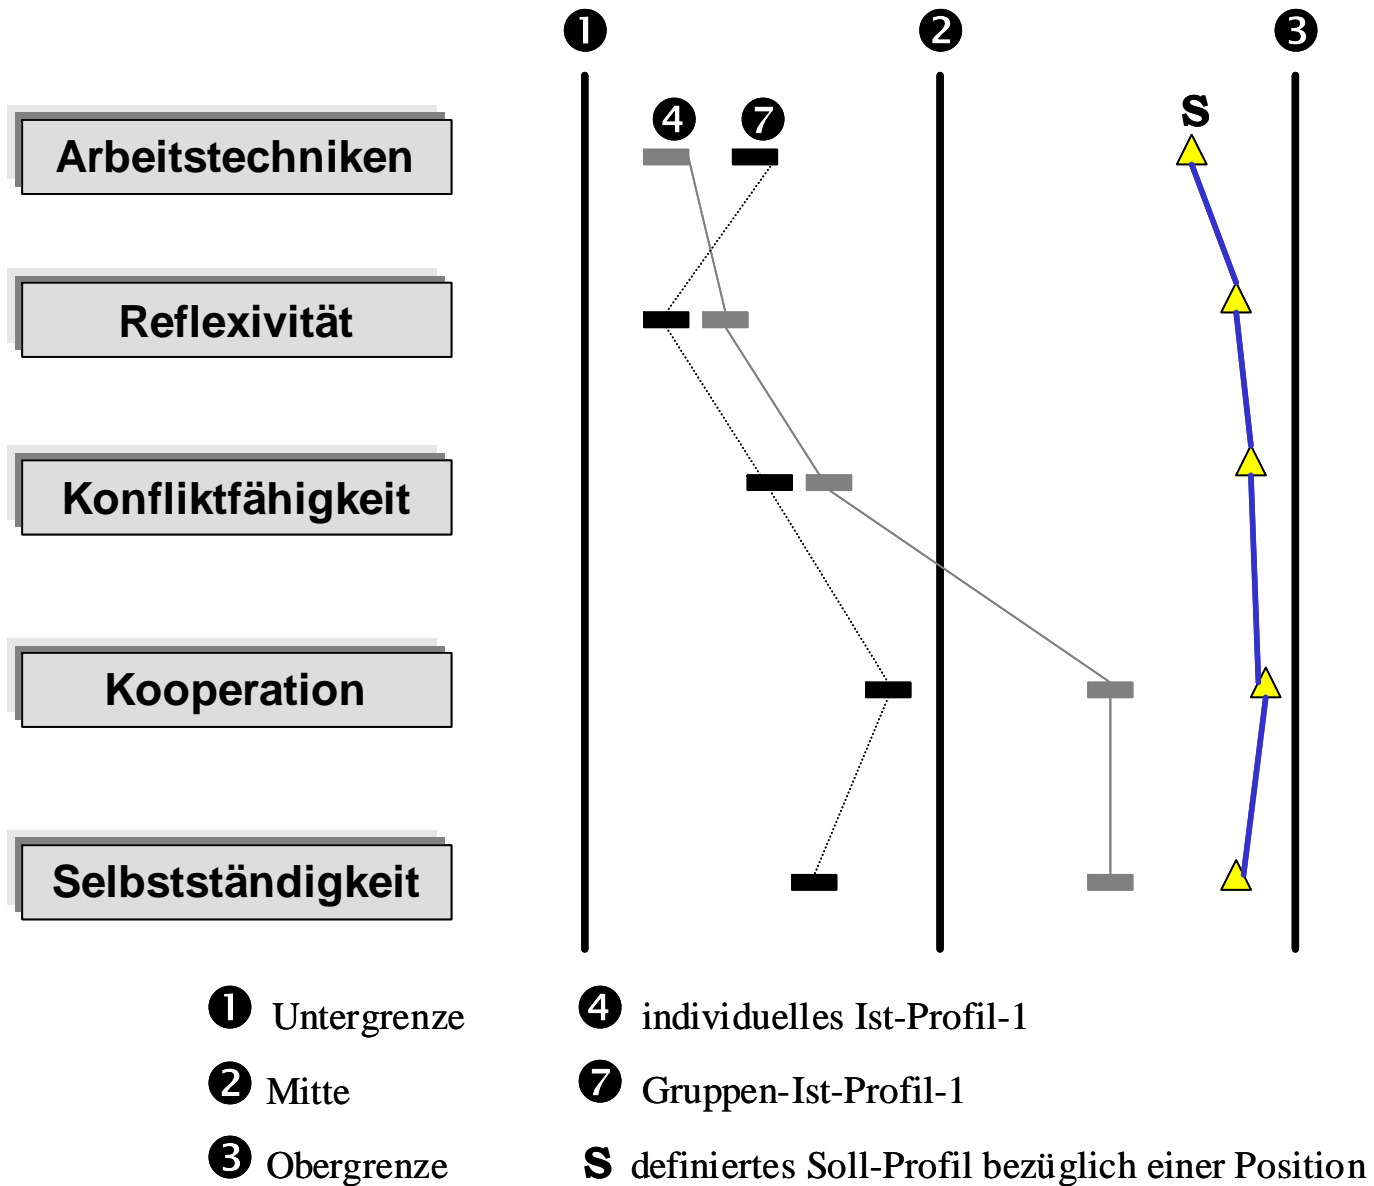 ❶ ❷ ❸
❹ ❼ S
Arbeitstechniken
Reflexivität
Konfliktfähigkeit
Kooperation
Selbstständigkeit
❶ Untergrenze ❹ individuelles Ist-Profil-1
❷ Mitte ❼ Gruppen-Ist-Profil-1
❸ Obergrenze S definiertes Soll-Profil bezüglich einer Position